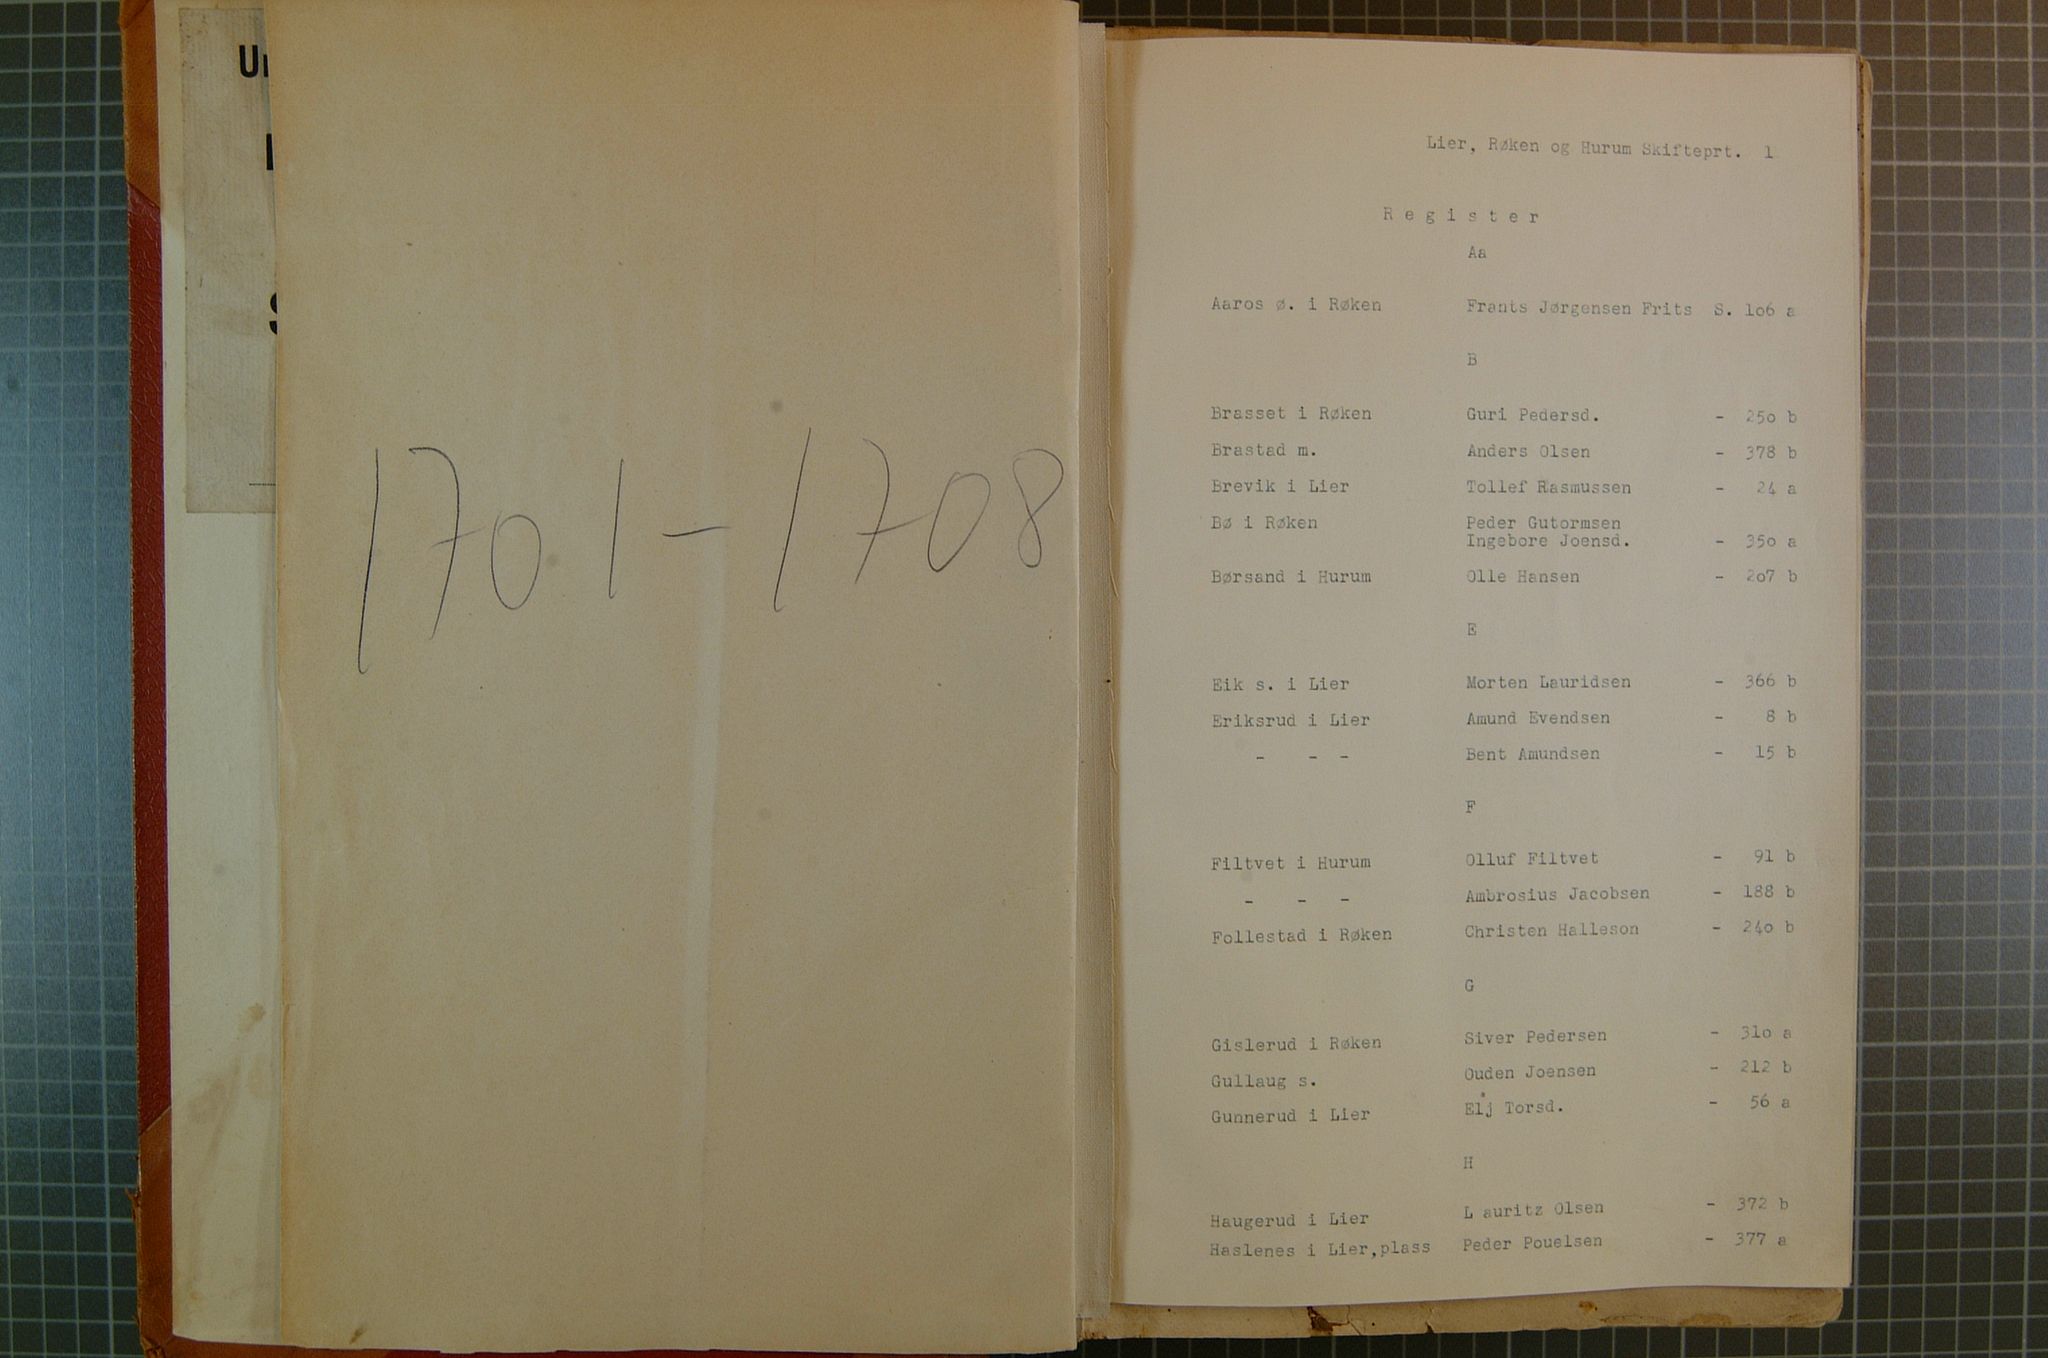 1701-1708
Lier, Røken og Hurum Skifteprt. 1
R e g i s t e r
Aa
Aaros ø. i Røken Frants Jørgensen Frits S. 106 a
B
Brasset i Røken Guri Pedersd. - 250 b
Brastad m. Anders Olsen - 378 b
Brevik i Lier Tollef Rasmussen - 24 a
Bø i Røken Peder Gutormsen
Ingebore Joensd. - 350 a
Børsand i Hurum Olle Hansen - 207 b
E
Eik s. i Lier Morten Lauridsen - 366 b
Eriksrud i Lier Amund Evendsen - 8 b
- - - Bent Amundsen - 15 b
F
Filtvet i Hurum Olluf Filtvet - 91 b
- - - Ambrosius Jacobsen - 188 b
Follestad i Røken Christen Halleson - 240 b
G
Gislerud i Røken Siver Pedersen - 310 a
Gullaug s. Ouden Joensen - 212 b
Gunnerud i Lier Elj Torsd. - 56 a
H
Haugerud i Lier L auritz Olsen - 372 b
Haslenes i Lier,plass Peder Pouelsen - 377 a